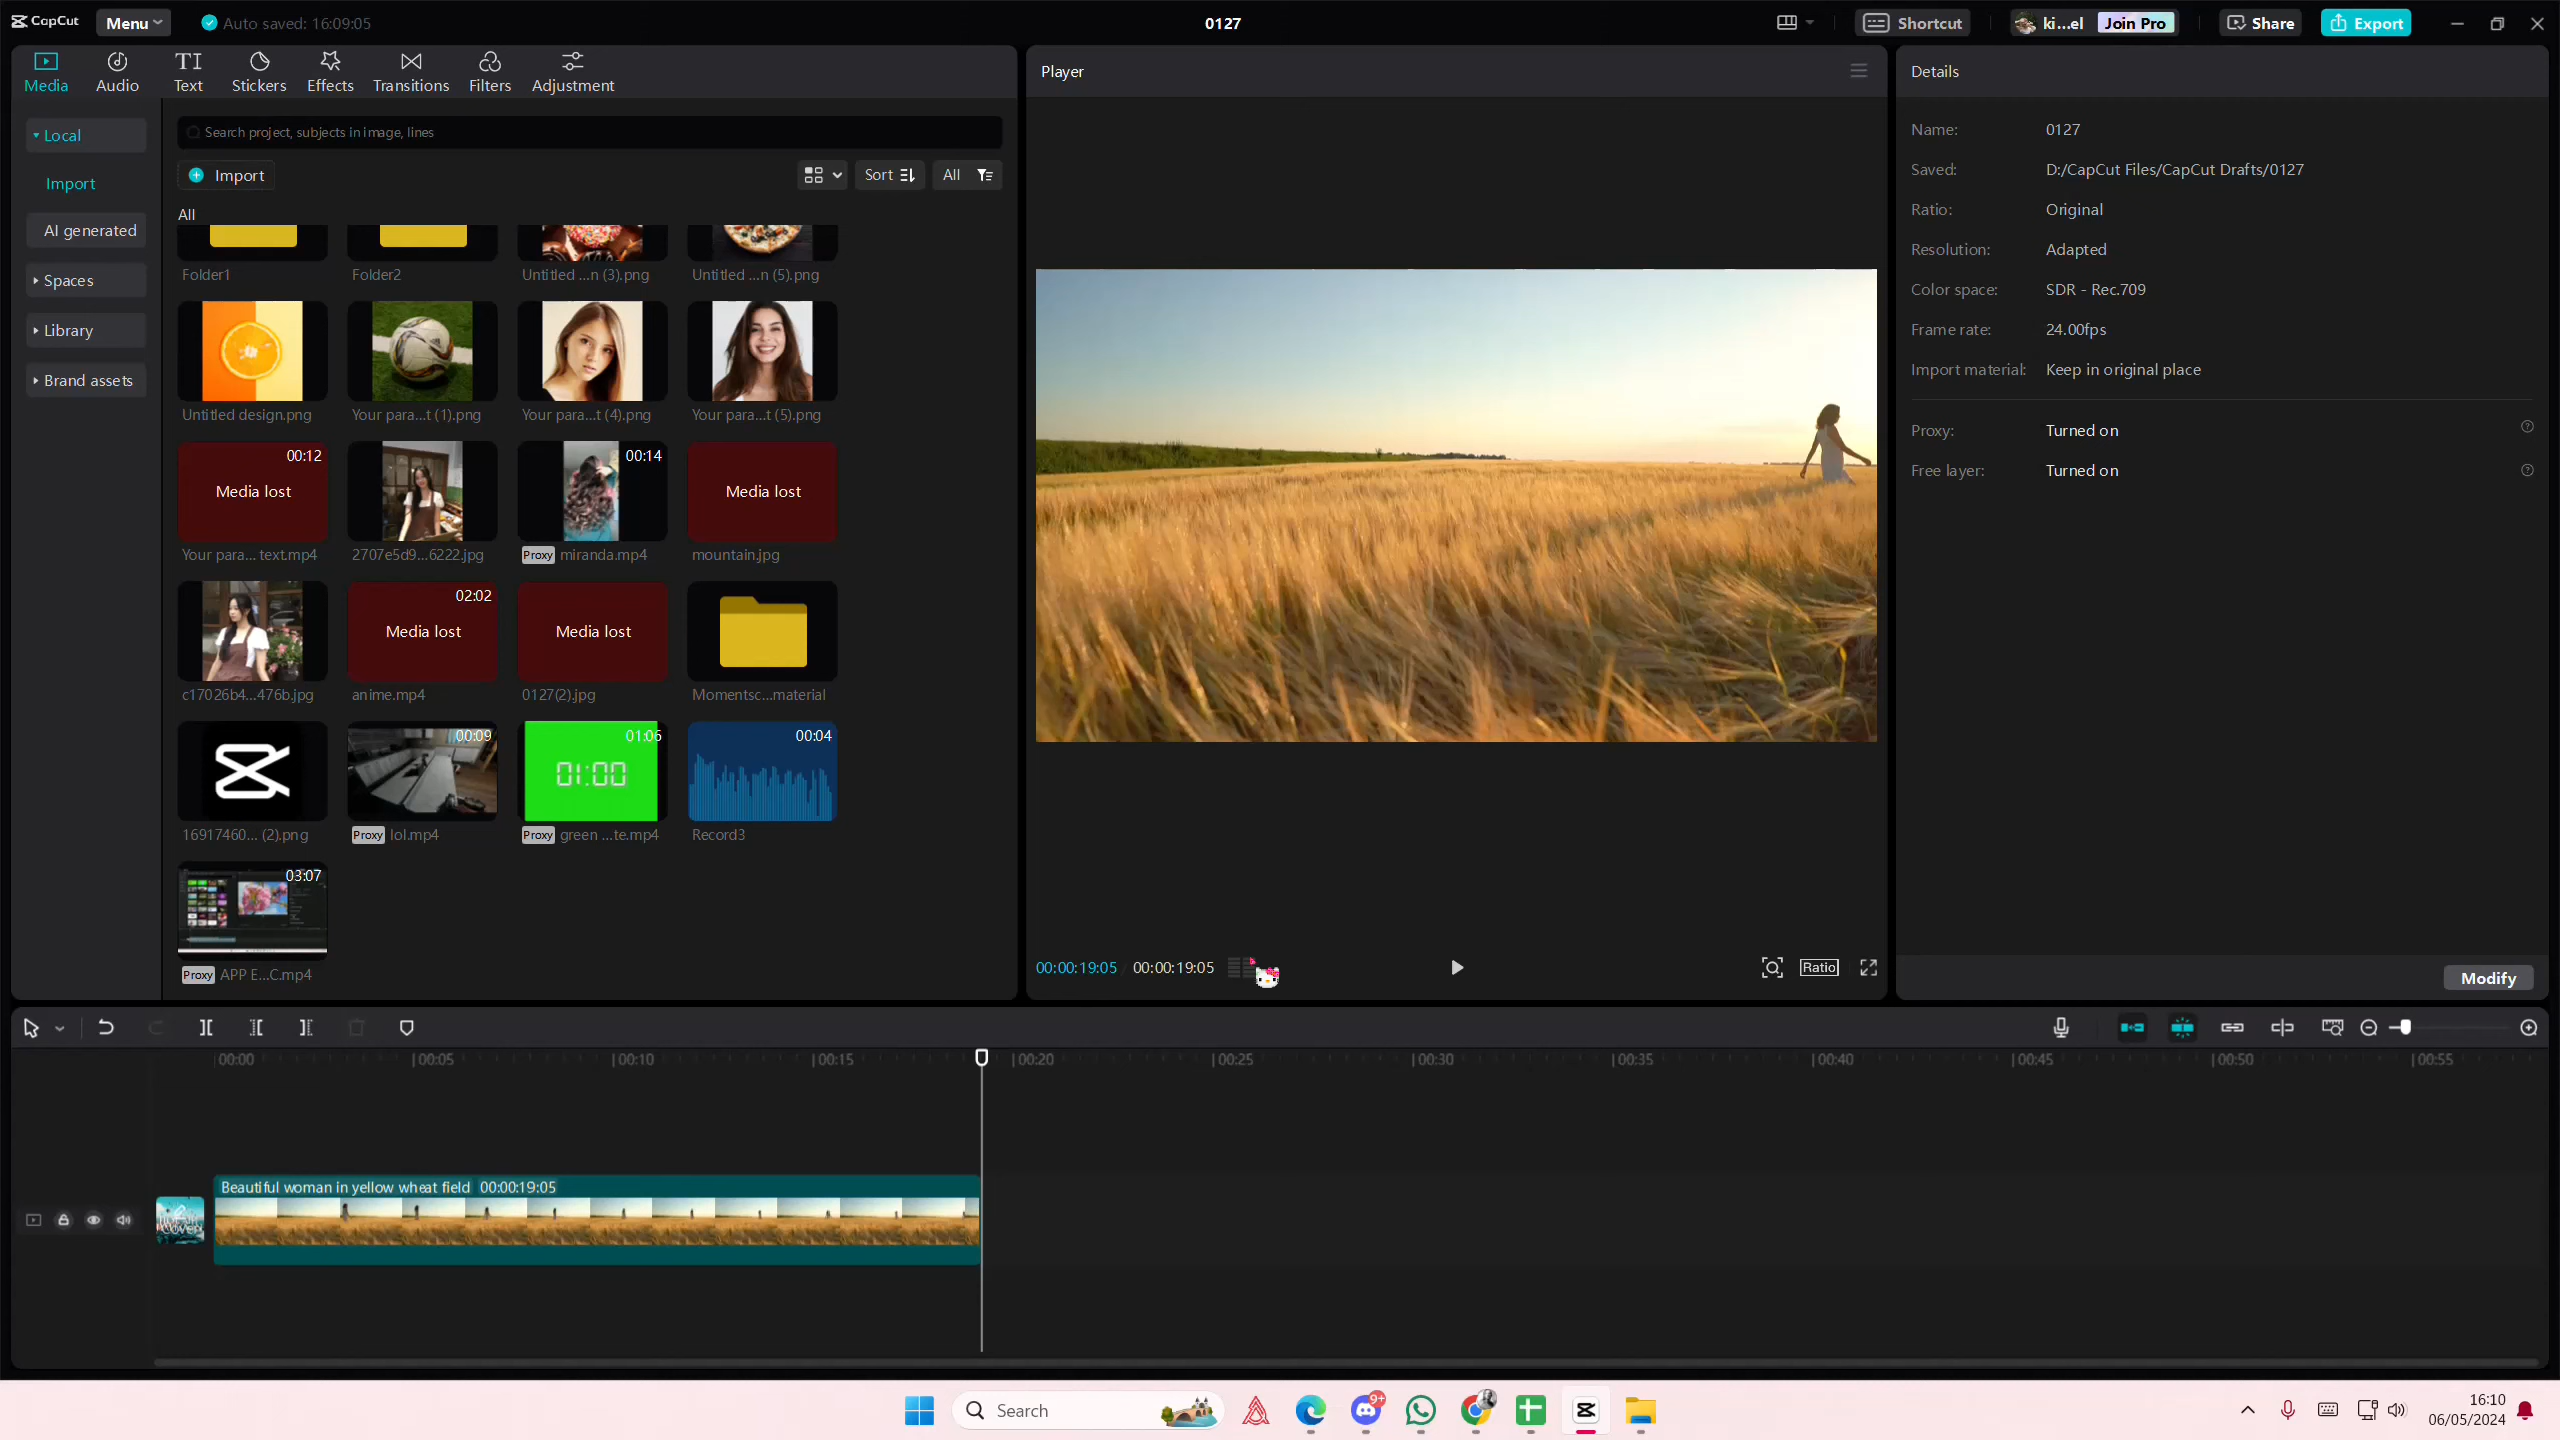 CapCut
Menu
Auto saved: 16:09:05
0127
Shortcut
ki...el
Join Pro
Share
Export
Media
Audio
Text
Stickers
Effects
Transitions
Filters
Adjustment
Player
Details
Local
Import
AI generated
Spaces
Library
Brand assets
Search project, subjects in image, lines
Import
Sort
All
All
Folder1
Folder2
Untitled ...n (3).png
Untitled ...n (5).png
Untitled design.png
Your para...t (1).png
Your para...t (4).png
Your para...t (5).png
00:12
Media lost
00:14
Media lost
Your para... text.mp4
2707e5d9...6222.jpg
Proxy miranda.mp4
mountain.jpg
02:02
Media lost
Media lost
c17026b4...476b.jpg
anime.mp4
0127(2).jpg
Momentsc...material
00:09
01:06
01:00
00:04
16917460... (2).png
Proxy lol.mp4
Proxy green ...te.mp4
Record3
03:07
Proxy APP E...C.mp4
00:00:19:05
00:00:19:05
Ratio
Name: 0127
Saved: D:/CapCut Files/CapCut Drafts/0127
Ratio: Original
Resolution: Adapted
Color space: SDR - Rec.709
Frame rate: 24.00fps
Import material: Keep in original place
Proxy: Turned on
Free layer: Turned on
Modify
00:00
00:05
00:10
00:15
00:20
00:25
00:30
00:35
00:40
00:45
00:50
00:55
Beautiful woman in yellow wheat field 00:00:19:05
Cover
Search
9+
16:10
06/05/2024